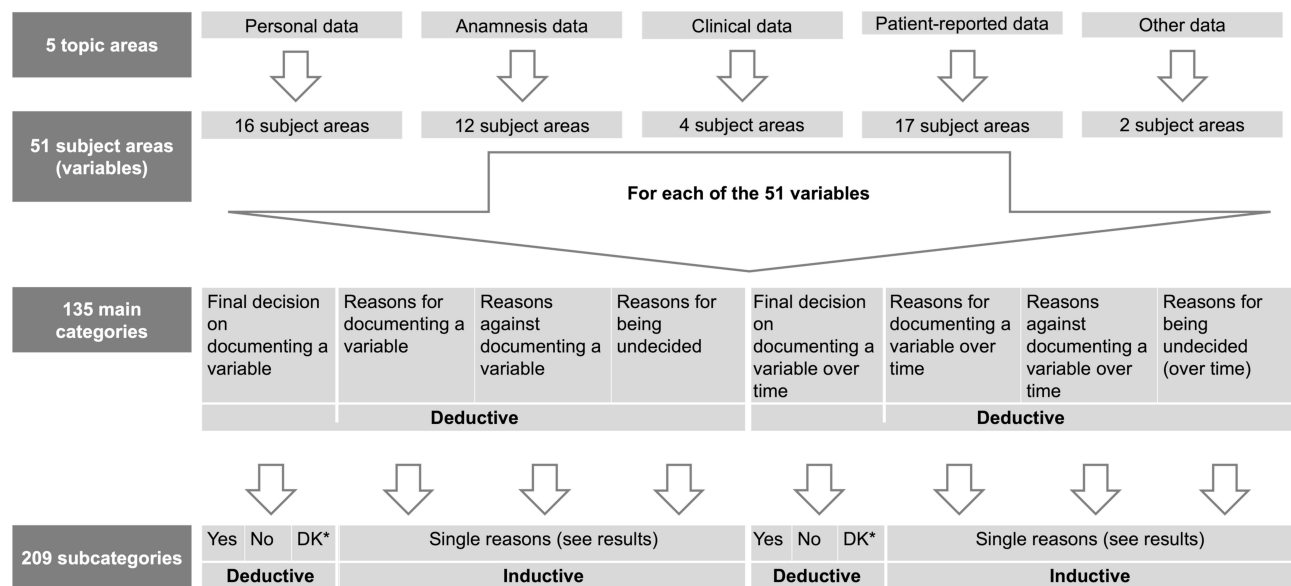 5 topic areas
Personal data
Anamnesis data
Clinical data
Patient-reported data
Other data
51 subject areas
(variables)
16 subject areas
12 subject areas
4 subject areas
17 subject areas
2 subject areas
For each of the 51 variables
135 main
categories
Final decision
on
documenting a
variable
Reasons for
documenting a
variable
Reasons
against
documenting a
variable
Reasons for
being
undecided
Final decision
on
documenting a
variable over
time
Reasons for
documenting a
variable over
time
Reasons
against
documenting a
variable over
time
Reasons for
being
undecided
(over time)
Deductive
Deductive
209 subcategories
Yes
No
DK*
Single reasons (see results)
Yes
No
DK*
Single reasons (see results)
Deductive
Inductive
Deductive
Inductive